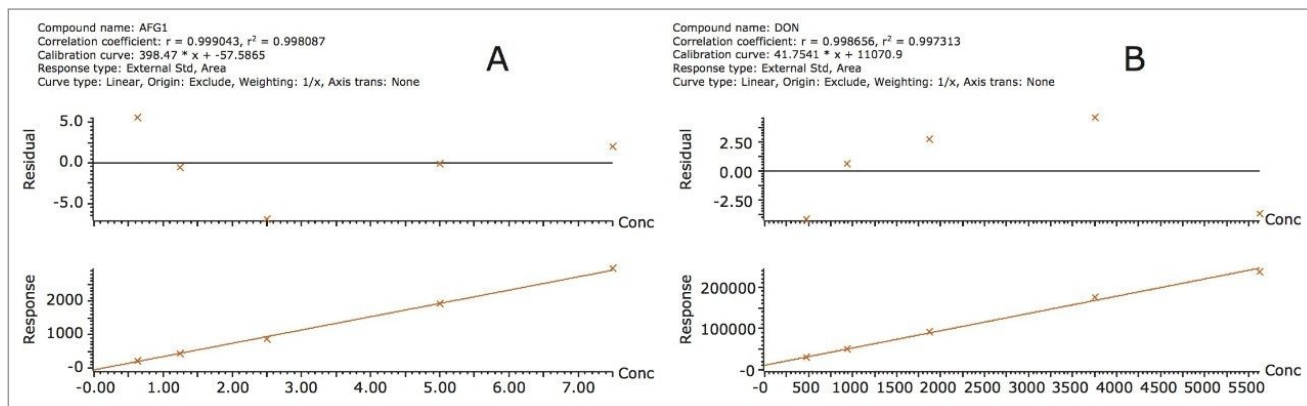 Compound name: AFG1
Correlation coefficient: r = 0.999043, r² = 0.998087
Calibration curve: 398.47 * x + -57.5865
Response type: External Std, Area
Curve type: Linear, Origin: Exclude, Weighting: 1/x, Axis trans: None
A
Residual
5.0
0.0
-5.0
Conc
Response
2000
1000
-0
Conc
-0.00 1.00 2.00 3.00 4.00 5.00 6.00 7.00
Compound name: DON
Correlation coefficient: r = 0.998656, r² = 0.997313
Calibration curve: 41.7541 * x + 11070.9
Response type: External Std, Area
Curve type: Linear, Origin: Exclude, Weighting: 1/x, Axis trans: None
B
Residual
2.50
0.00
-2.50
Conc
Response
200000
100000
-0
Conc
-0 500 1000 1500 2000 2500 3000 3500 4000 4500 5000 5500